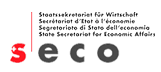 Staatssekretariat für Wirtschaft
Secrétariat d'Etat à l'économie
Segretariato di Stato dell'economia
State Secretariat for Economic Affairs
seco